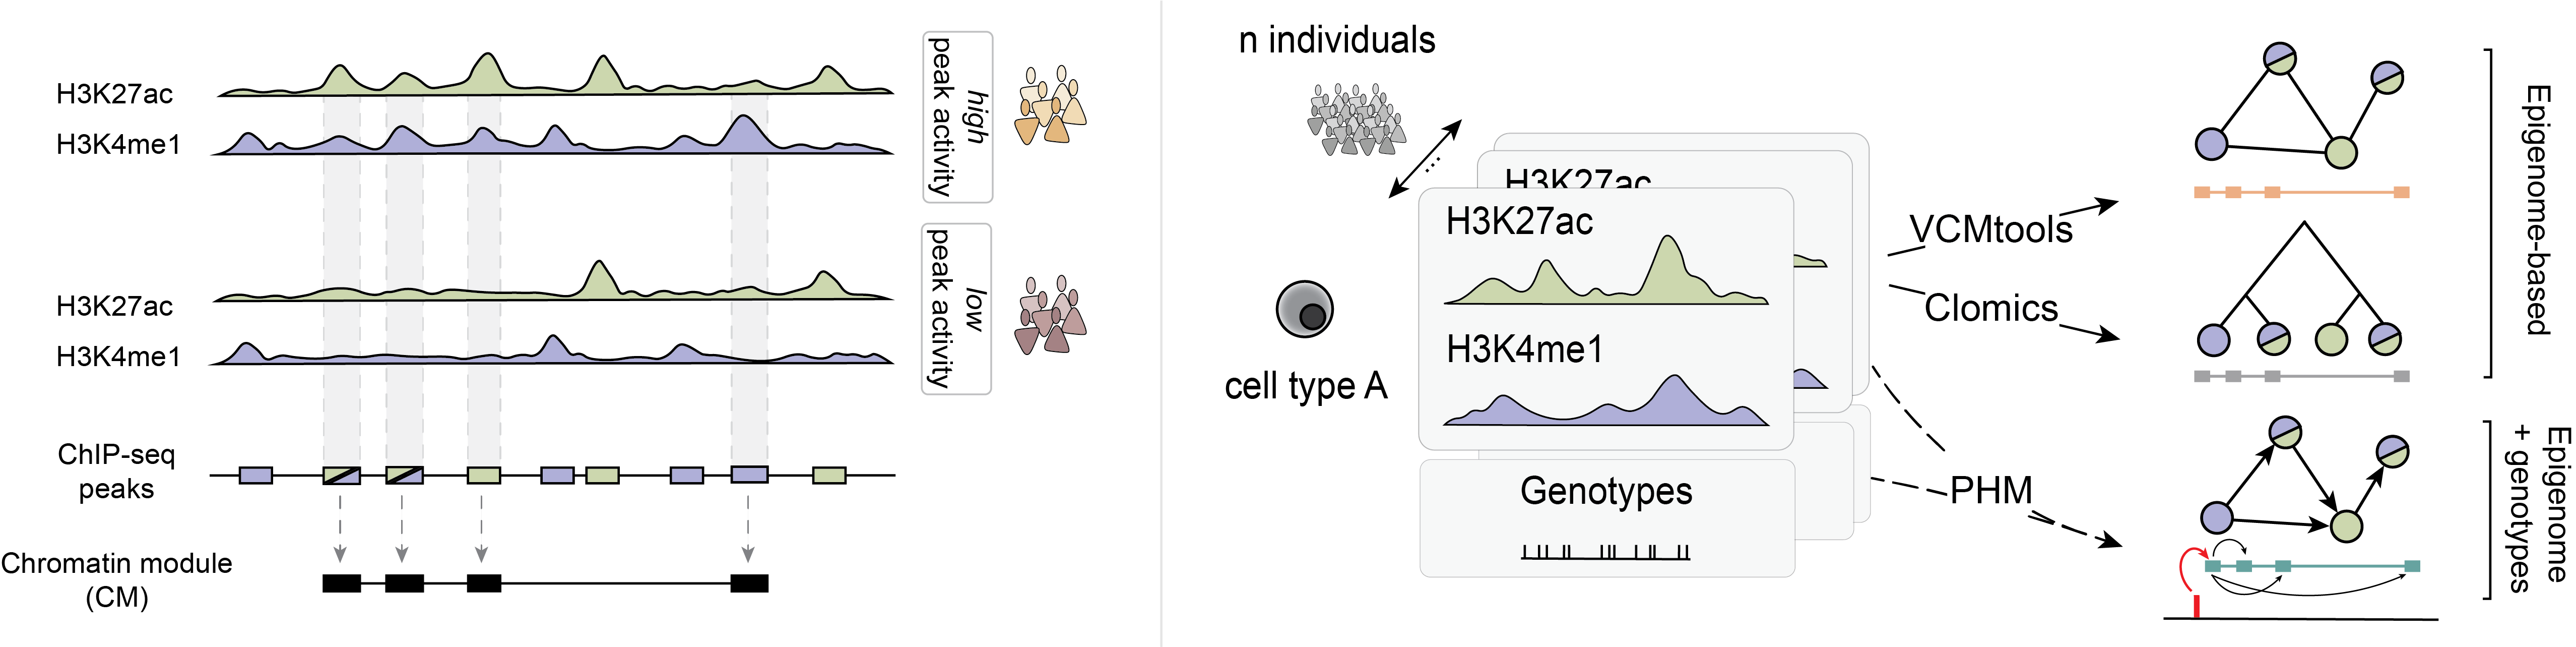 H3K27ac
H3K4me1
high
peak activity
H3K27ac
H3K4me1
low
peak activity
ChIP-seq
peaks
Chromatin module
(CM)
n individuals
cell type A
H3K27ac
H3K27ac
H3K4me1
Genotypes
VCMtools
Clomics
PHM
Epigenome-based
Epigenome
+ genotypes